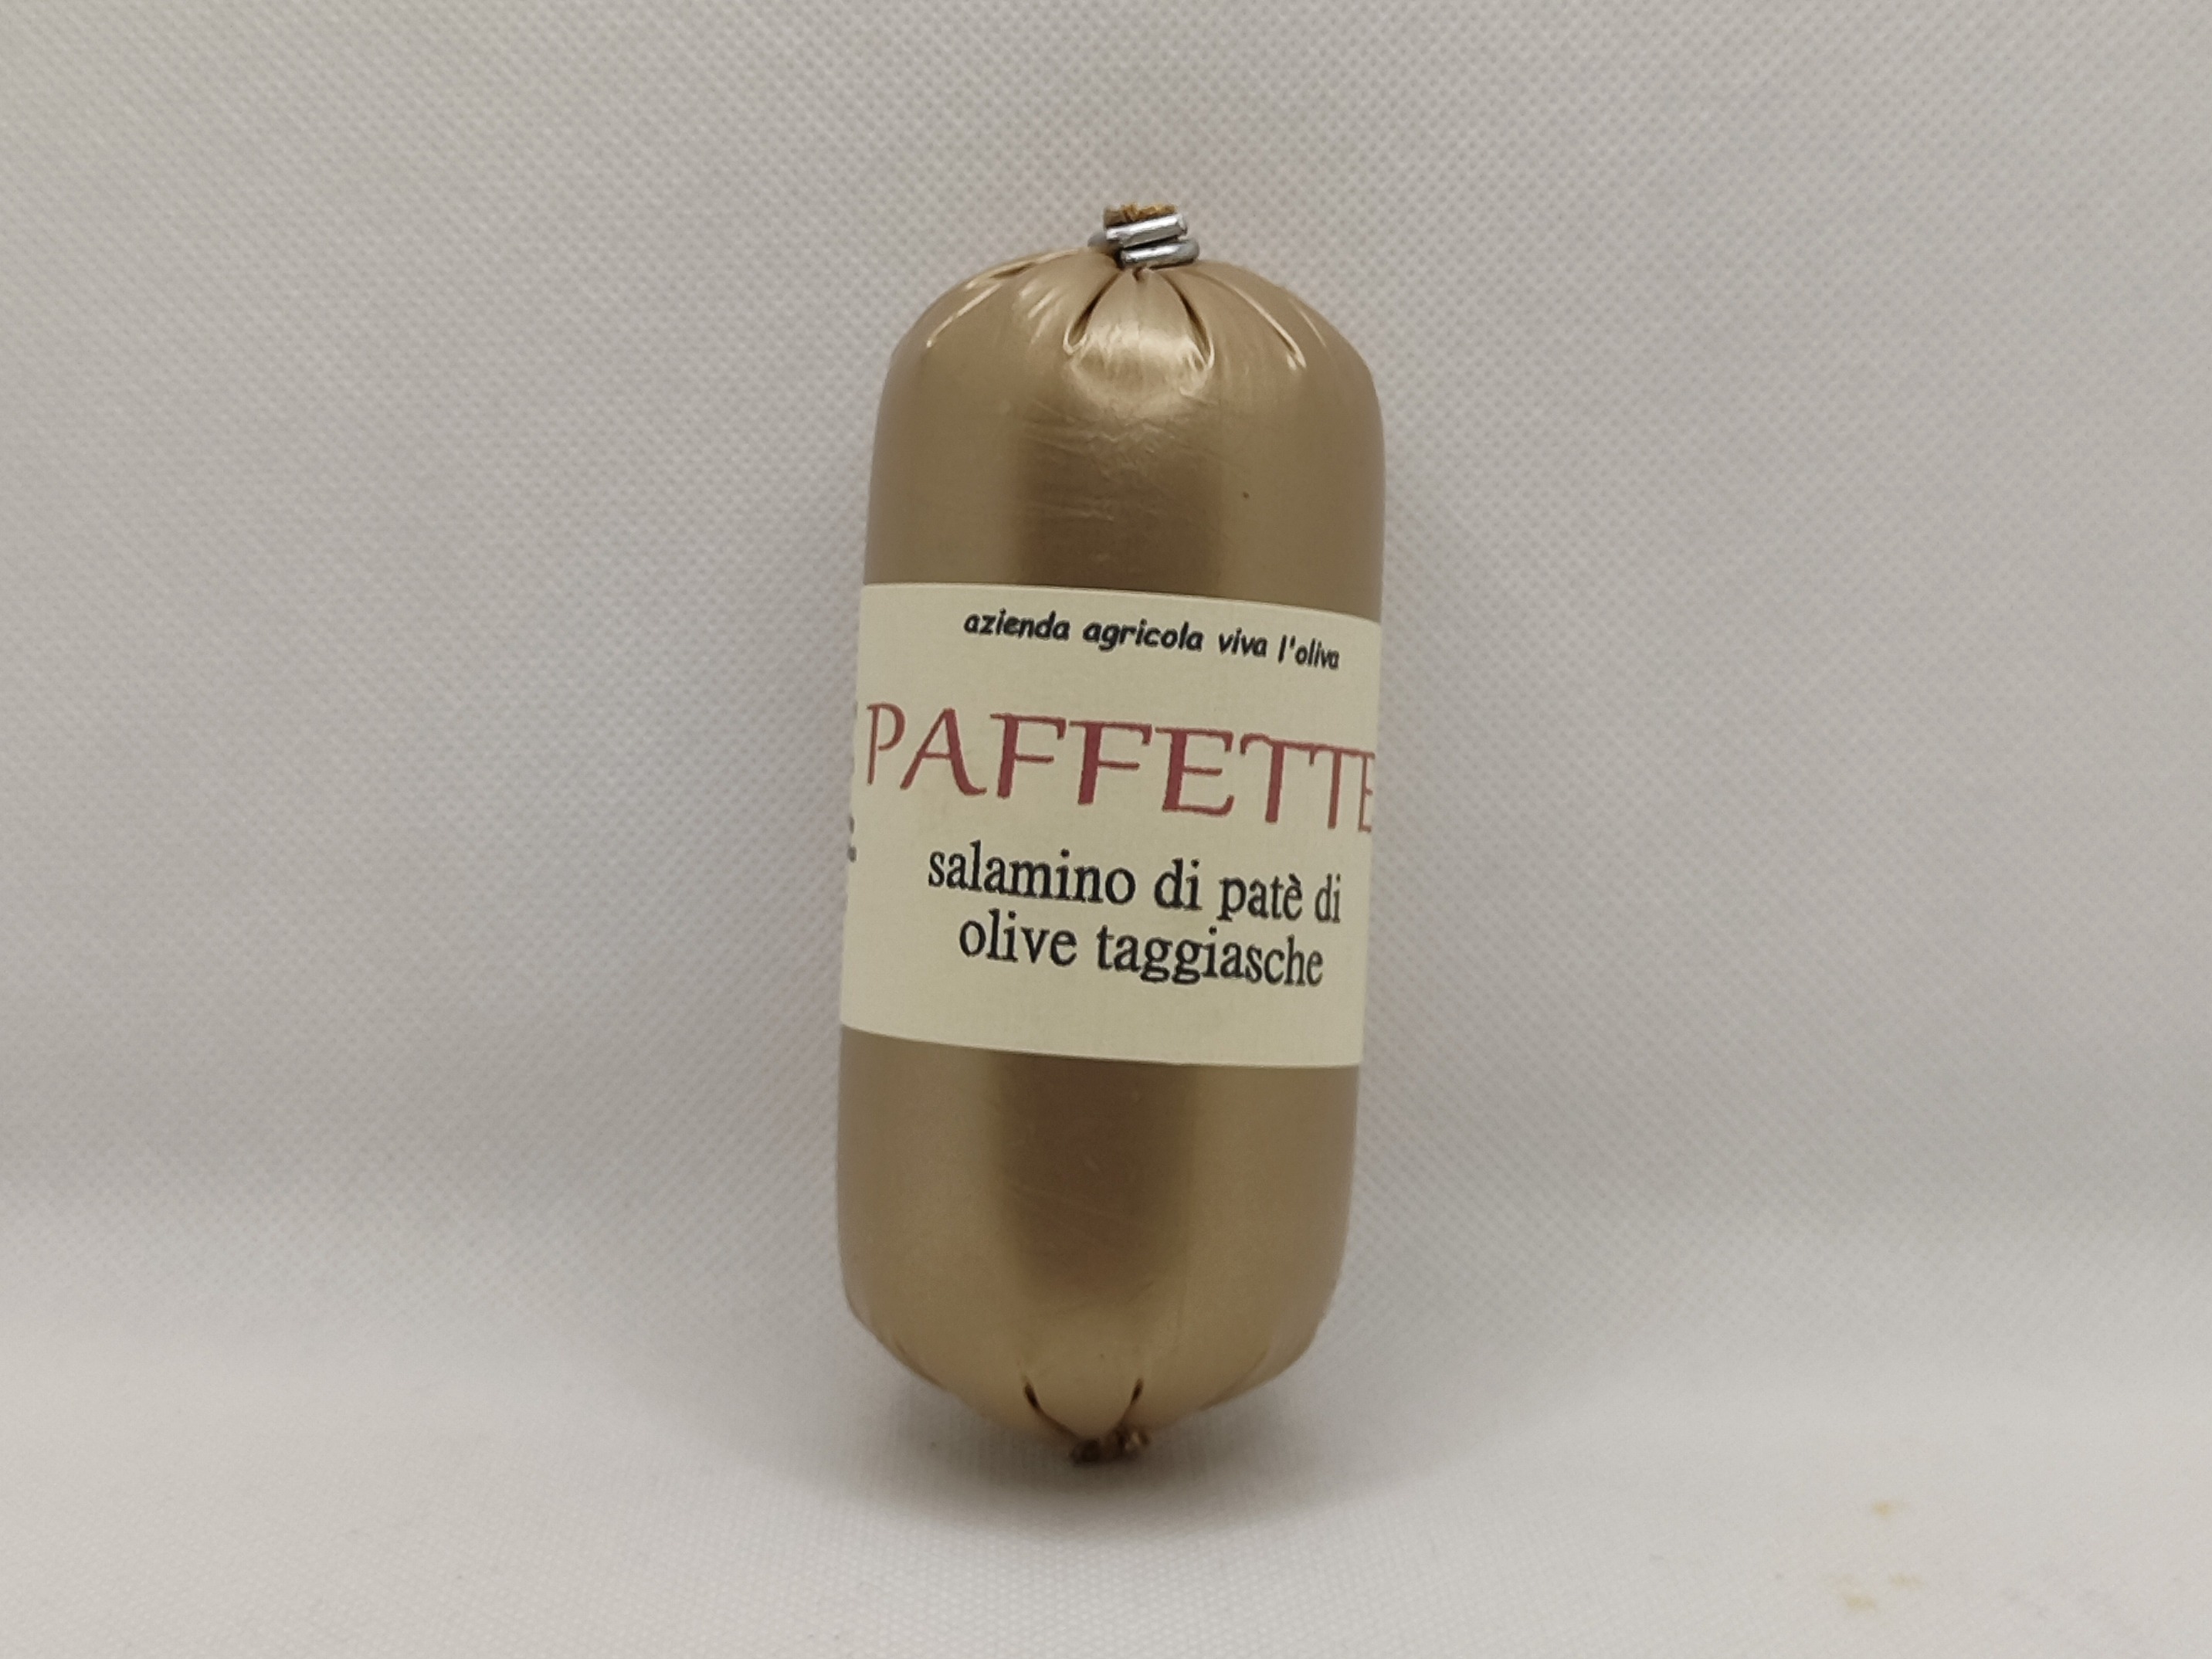 azienda agricola viva l'oliva
PAFFETTE
salamino di patè di
olive taggiasche